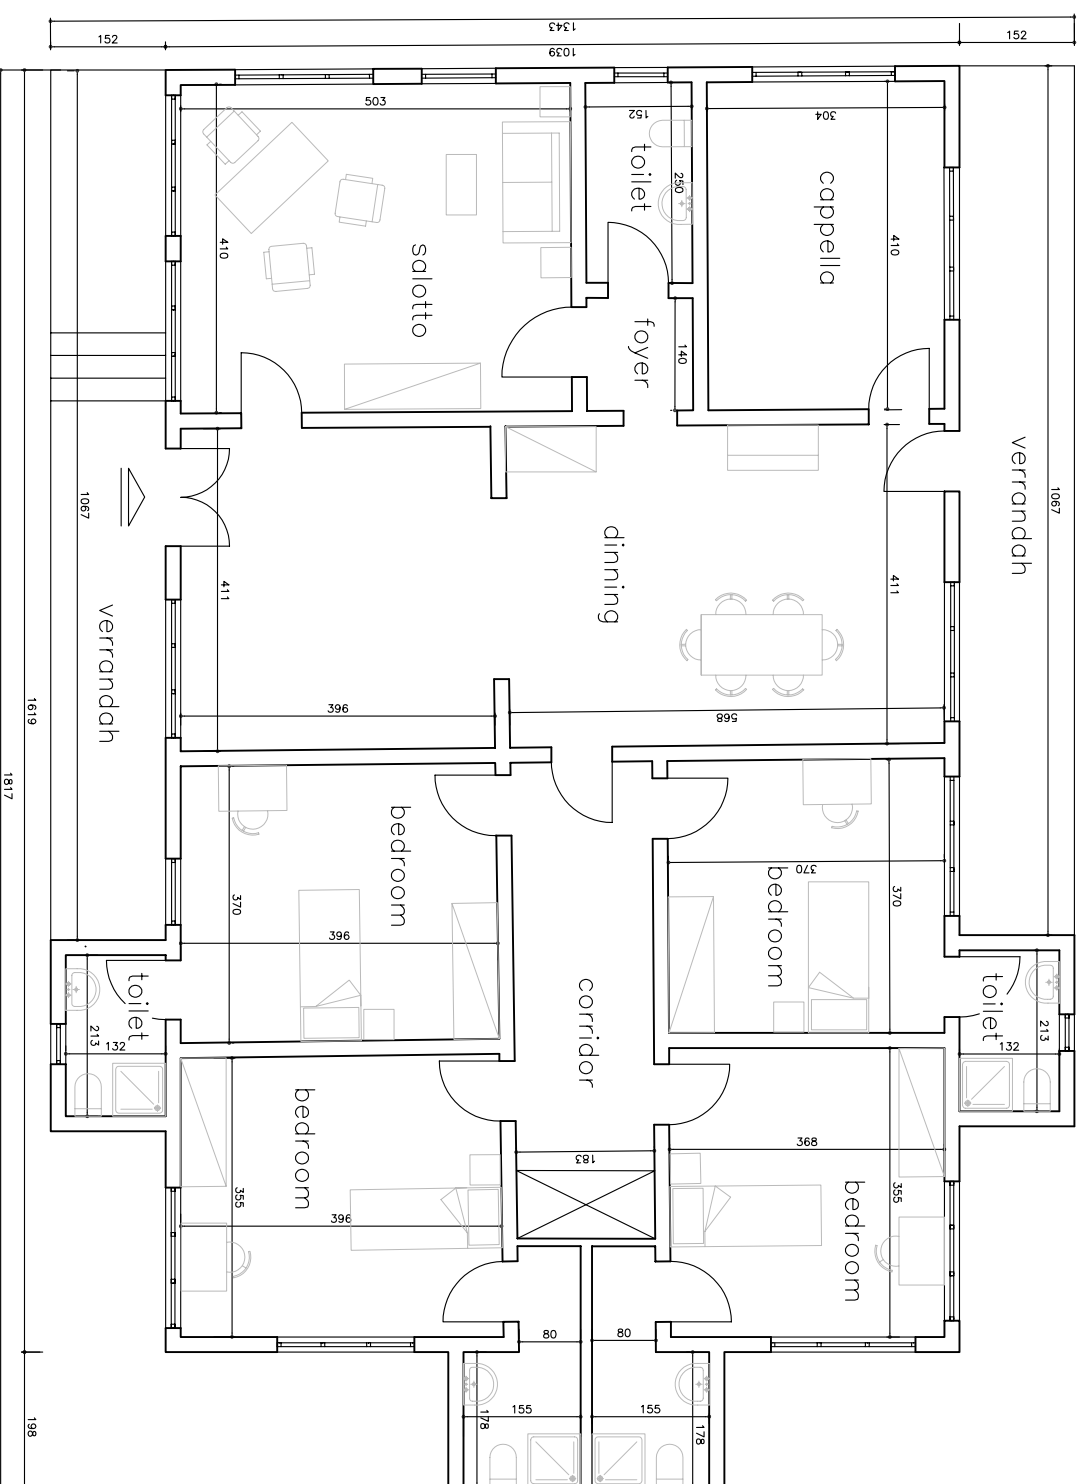 1343
152
1039
152
503
152
304
410
toilet
250
cappella
410
salotto
foyer
140
verrandah
1067
1067
dinning
411
411
verrandah
396
568
1619
1817
bedroom
370
bedroom
370
370
396
toilet
213
132
corridor
toilet
213
132
bedroom
355
396
183
368
355
bedroom
80
80
155
178
155
178
198